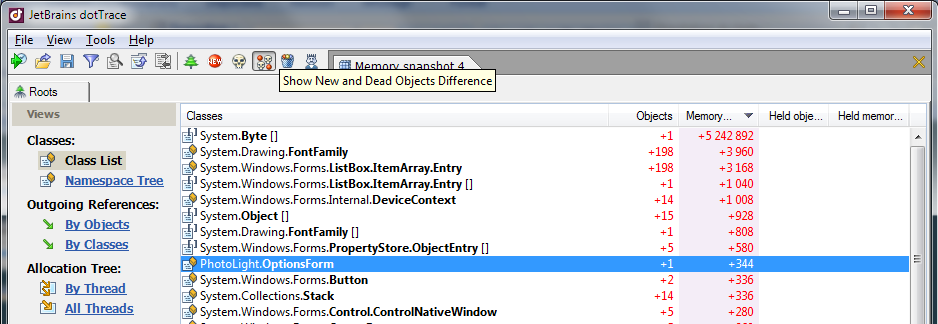 JetBrains dotTrace
File View Tools Help
NEW
Memory snapshot 4
Show New and Dead Objects Difference
Roots
Views
Classes:
Class List
Namespace Tree
Outgoing References:
By Objects
By Classes
Allocation Tree:
By Thread
All Threads
Classes Objects Memory... Held obje... Held memor...
System.Byte [] +1 +5 242 892
System.Drawing.FontFamily +198 +3 960
System.Windows.Forms.ListBox.ItemArray.Entry +198 +3 168
System.Windows.Forms.ListBox.ItemArray.Entry [] +1 +1 040
System.Windows.Forms.Internal.DeviceContext +14 +1 008
System.Object [] +15 +928
System.Drawing.FontFamily [] +1 +808
System.Windows.Forms.PropertyStore.ObjectEntry [] +5 +580
PhotoLight.OptionsForm +1 +344
System.Windows.Forms.Button +2 +336
System.Collections.Stack +14 +336
System.Windows.Forms.Control.ControlNativeWindow +5 +280